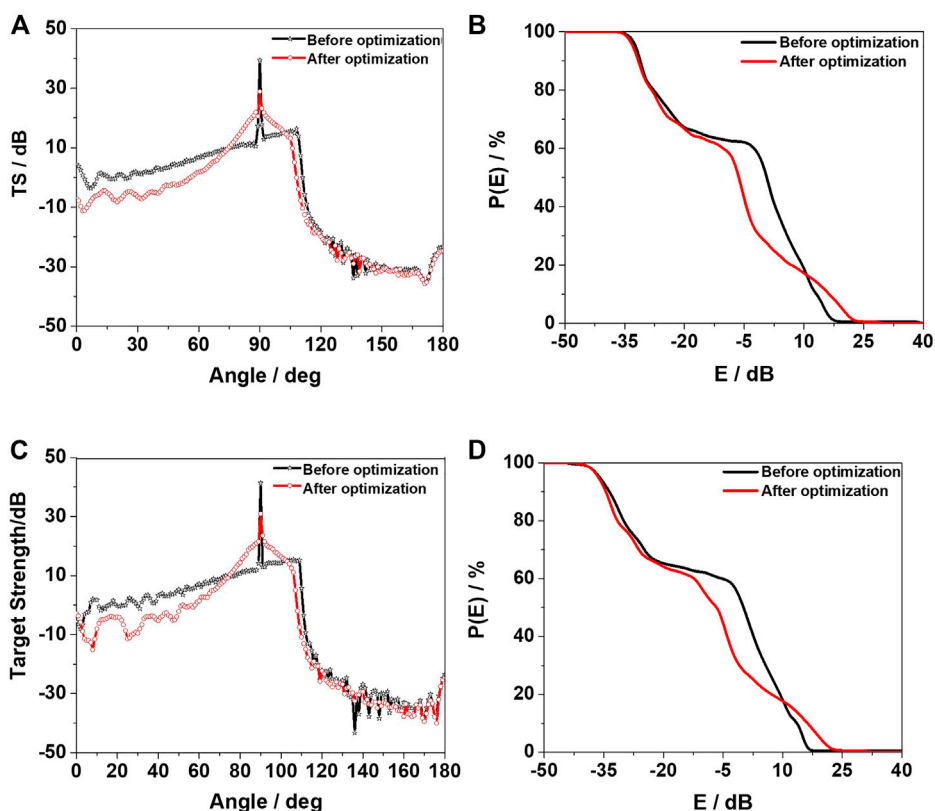 A
50
30
10
-10
-30
-50
TS / dB
Before optimization
After optimization
0 30 60 90 120 150 180
Angle / deg
B
100
80
60
40
20
0
P(E) / %
Before optimization
After optimization
-50 -35 -20 -5 10 25 40
E / dB
C
50
30
10
-10
-30
-50
Target Strength/dB
Before optimization
After optimization
0 20 40 60 80 100 120 140 160 180
Angle / deg
D
100
80
60
40
20
0
P(E) / %
Before optimization
After optimization
-50 -35 -20 -5 10 25 40
E / dB